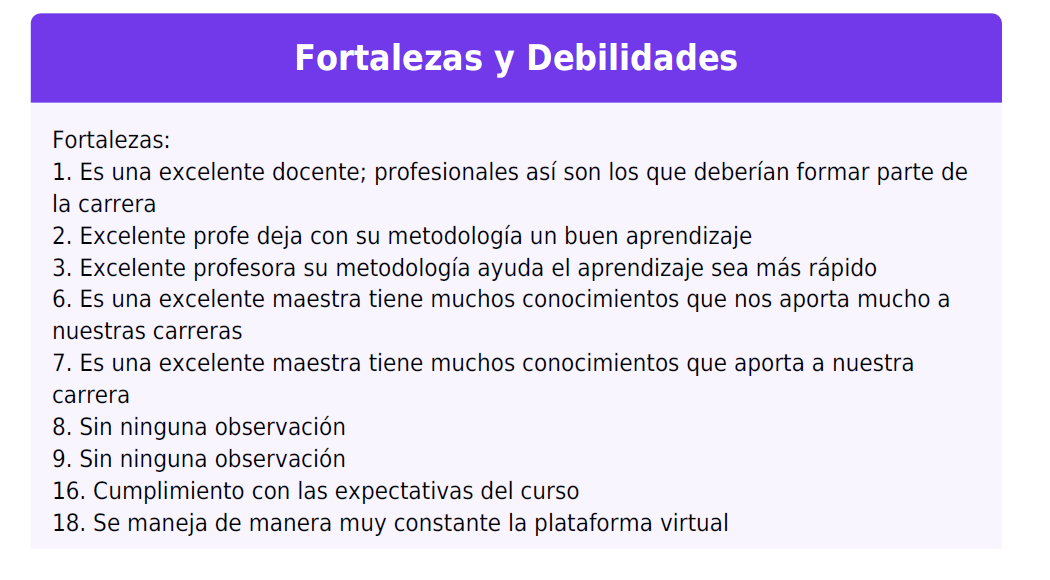 Fortalezas y Debilidades
Fortalezas:
1. Es una excelente docente; profesionales así son los que deberían formar parte de
la carrera
2. Excelente profe deja con su metodología un buen aprendizaje
3. Excelente profesora su metodología ayuda el aprendizaje sea más rápido
6. Es una excelente maestra tiene muchos conocimientos que nos aporta mucho a
nuestras carreras
7. Es una excelente maestra tiene muchos conocimientos que aporta a nuestra
carrera
8. Sin ninguna observación
9. Sin ninguna observación
16. Cumplimiento con las expectativas del curso
18. Se maneja de manera muy constante la plataforma virtual